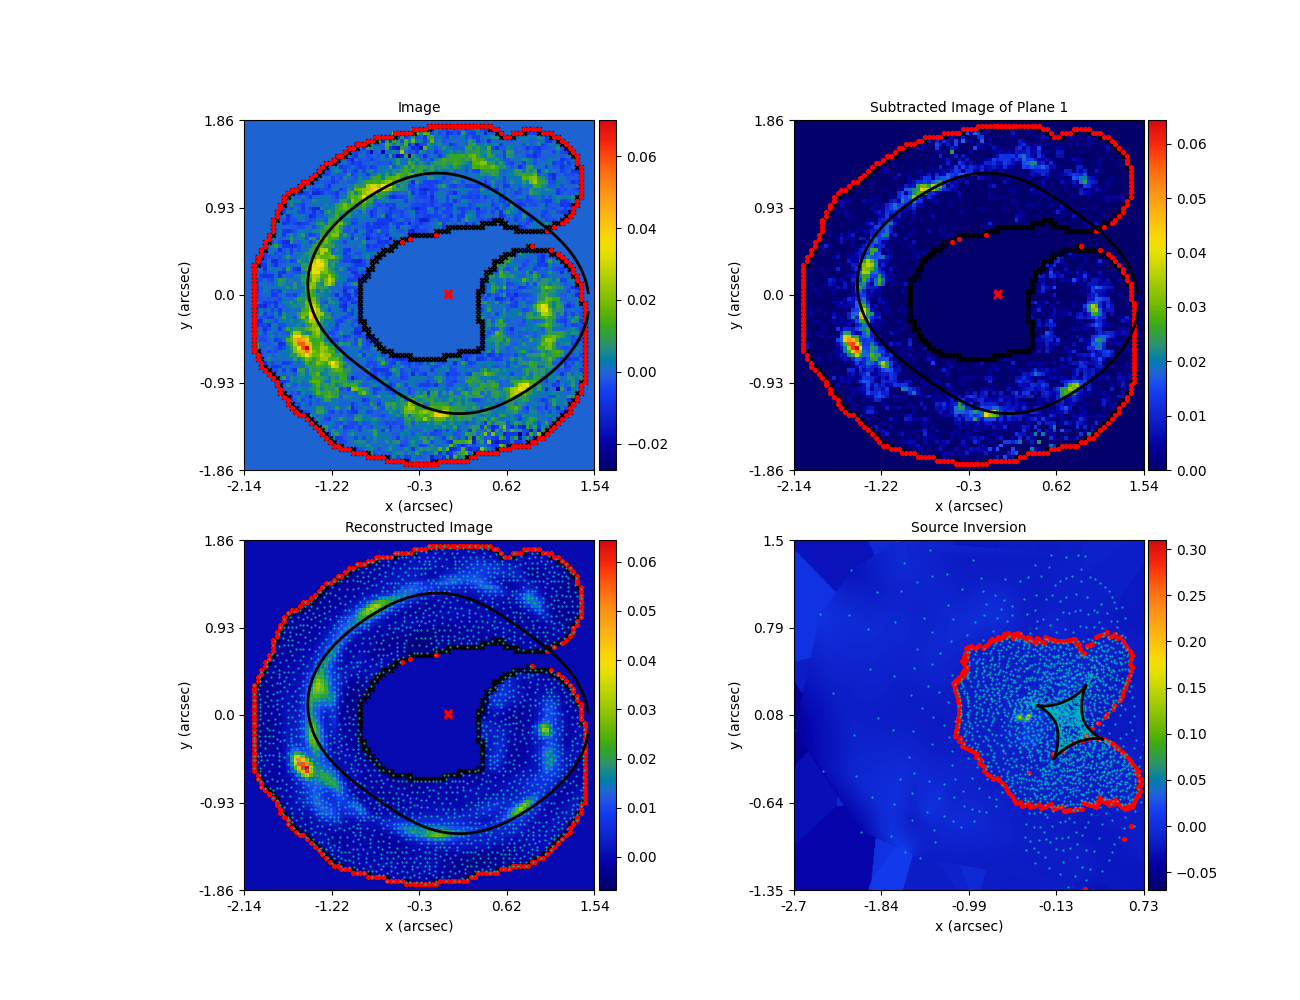 Image
1.86
0.93
0.0
-0.93
-1.86
y (arcsec)
-2.14 -1.22 -0.3 0.62 1.54
x (arcsec)
0.06
0.04
0.02
0.00
−0.02
Subtracted Image of Plane 1
1.86
0.93
0.0
-0.93
-1.86
y (arcsec)
-2.14 -1.22 -0.3 0.62 1.54
x (arcsec)
0.06
0.05
0.04
0.03
0.02
0.01
0.00
Reconstructed Image
1.86
0.93
0.0
-0.93
-1.86
y (arcsec)
-2.14 -1.22 -0.3 0.62 1.54
x (arcsec)
0.06
0.05
0.04
0.03
0.02
0.01
0.00
Source Inversion
1.5
0.79
0.08
-0.64
-1.35
y (arcsec)
-2.7 -1.84 -0.99 -0.13 0.73
x (arcsec)
0.30
0.25
0.20
0.15
0.10
0.05
0.00
−0.05